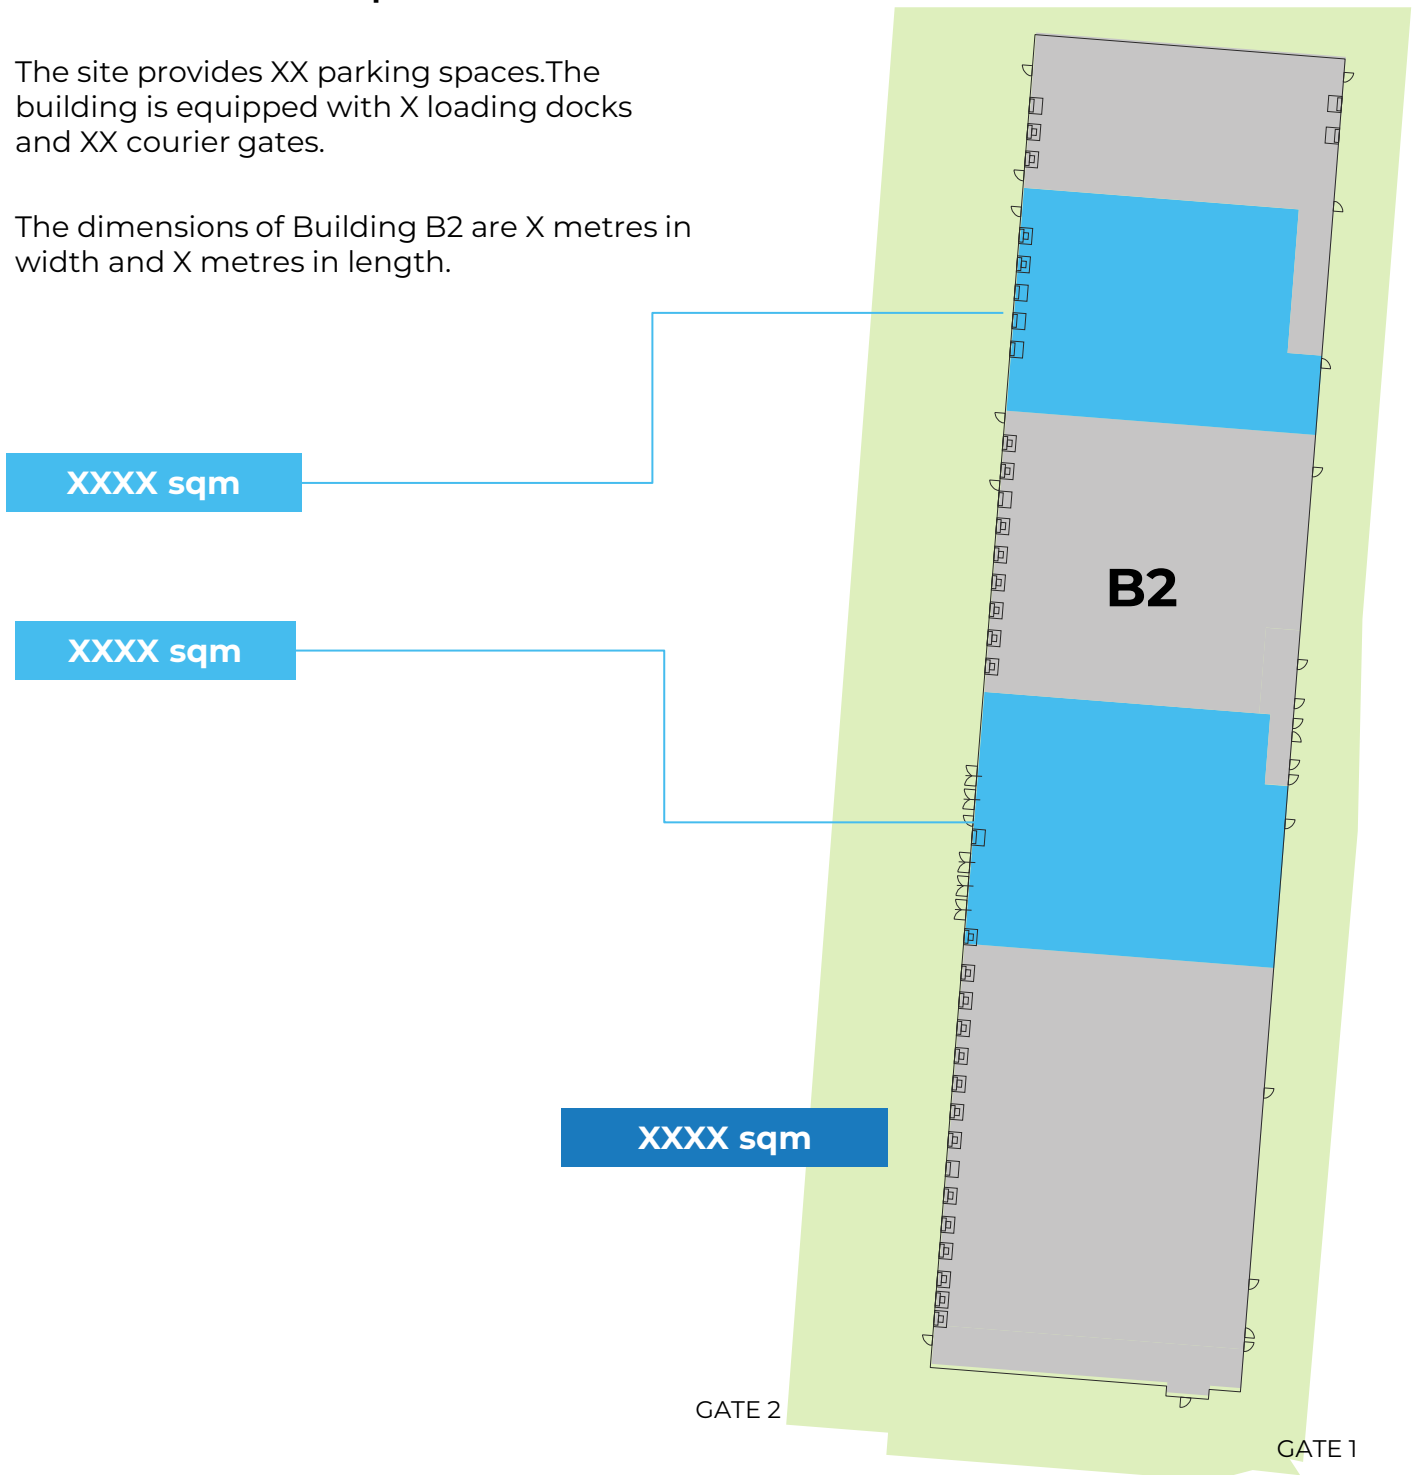 The site provides XX parking spaces.The
building is equipped with X loading docks
and XX courier gates.
The dimensions of Building B2 are X metres in
width and X metres in length.
XXXX sqm
B2
XXXX sqm
XXXX sqm
GATE 2
GATE 1